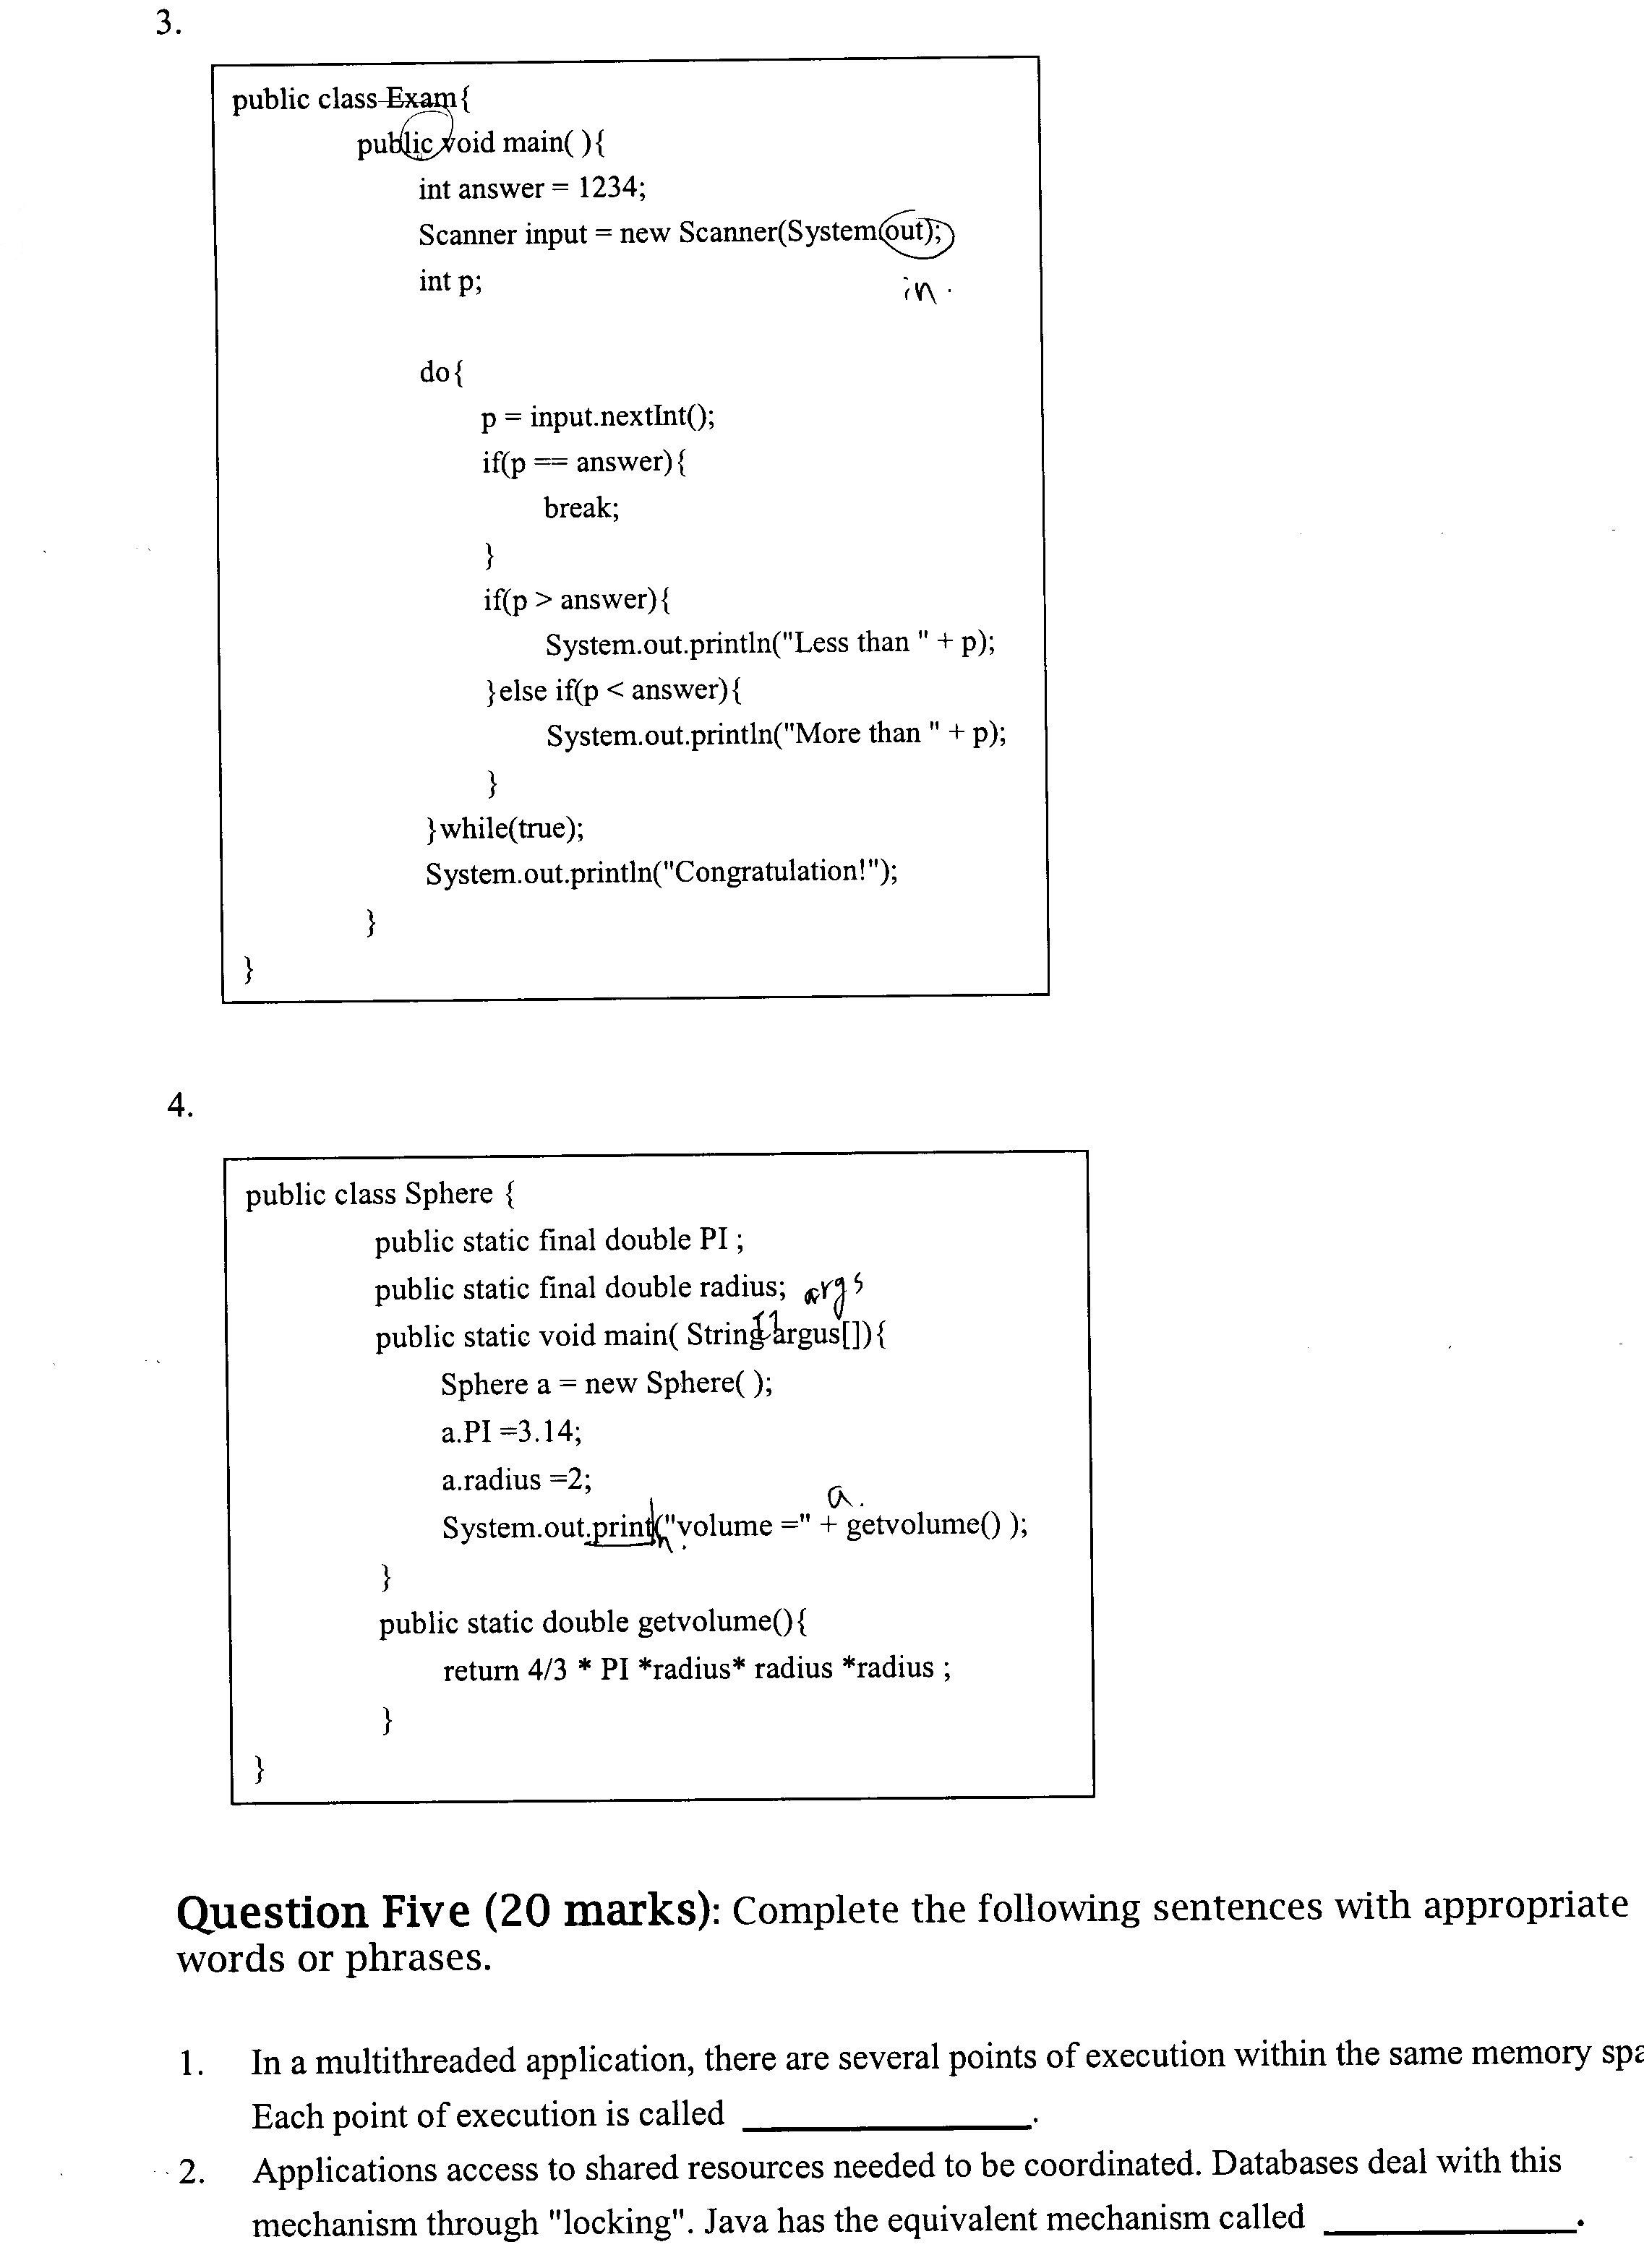 3.
public class Exam{
public void main( ){
int answer = 1234;
Scanner input = new Scanner(System.out);
in.
int p;
do{
p = input.nextInt();
if(p == answer){
break;
}
if(p > answer){
System.out.println("Less than " + p);
}else if(p < answer){
System.out.println("More than " + p);
}
}while(true);
System.out.println("Congratulation!");
}
}
4.
public class Sphere {
public static final double PI ;
public static final double radius; args
public static void main( String[] argus[]){
Sphere a = new Sphere( );
a.PI =3.14;
a.radius =2;
a.
System.out.print("volume =" + getvolume() );
n.
}
public static double getvolume(){
return 4/3 * PI *radius* radius *radius ;
}
}
Question Five (20 marks): Complete the following sentences with appropriate
words or phrases.
1. In a multithreaded application, there are several points of execution within the same memory spa
Each point of execution is called ____________.
2. Applications access to shared resources needed to be coordinated. Databases deal with this
mechanism through "locking". Java has the equivalent mechanism called ____________.